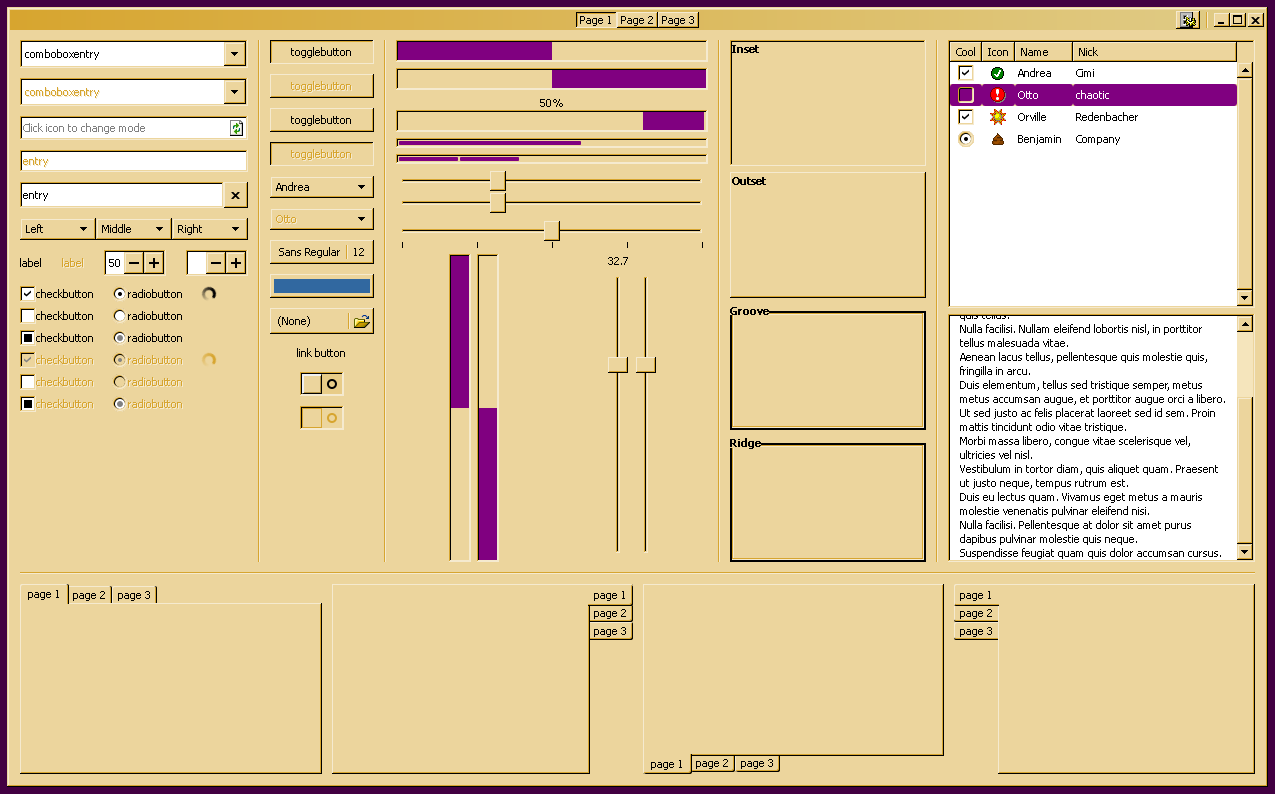 Page 1 Page 2 Page 3
comboboxentry
comboboxentry
Click icon to change mode
entry
entry
Left Middle Right
label label 50
checkbutton radiobutton
checkbutton radiobutton
checkbutton radiobutton
checkbutton radiobutton
checkbutton radiobutton
checkbutton radiobutton
togglebutton
togglebutton
togglebutton
togglebutton
Andrea
Otto
Sans Regular 12
(None)
link button
50%
32.7
Inset
Outset
Groove
Ridge
Cool Icon Name Nick
Andrea Cimi
Otto chaotic
Orville Redenbacher
Benjamin Company
quis tellus.
Nulla facilisi. Nullam eleifend lobortis nisl, in porttitor
tellus malesuada vitae.
Aenean lacus tellus, pellentesque quis molestie quis,
fringilla in arcu.
Duis elementum, tellus sed tristique semper, metus
metus accumsan augue, et porttitor augue orci a libero.
Ut sed justo ac felis placerat laoreet sed id sem. Proin
mattis tincidunt odio vitae tristique.
Morbi massa libero, congue vitae scelerisque vel,
ultricies vel nisl.
Vestibulum in tortor diam, quis aliquet quam. Praesent
ut justo neque, tempus rutrum est.
Duis eu lectus quam. Vivamus eget metus a mauris
molestie venenatis pulvinar eleifend nisi.
Nulla facilisi. Pellentesque at dolor sit amet purus
dapibus pulvinar molestie quis neque.
Suspendisse feugiat quam quis dolor accumsan cursus.
page 1 page 2 page 3
page 1
page 2
page 3
page 1 page 2 page 3
page 1
page 2
page 3